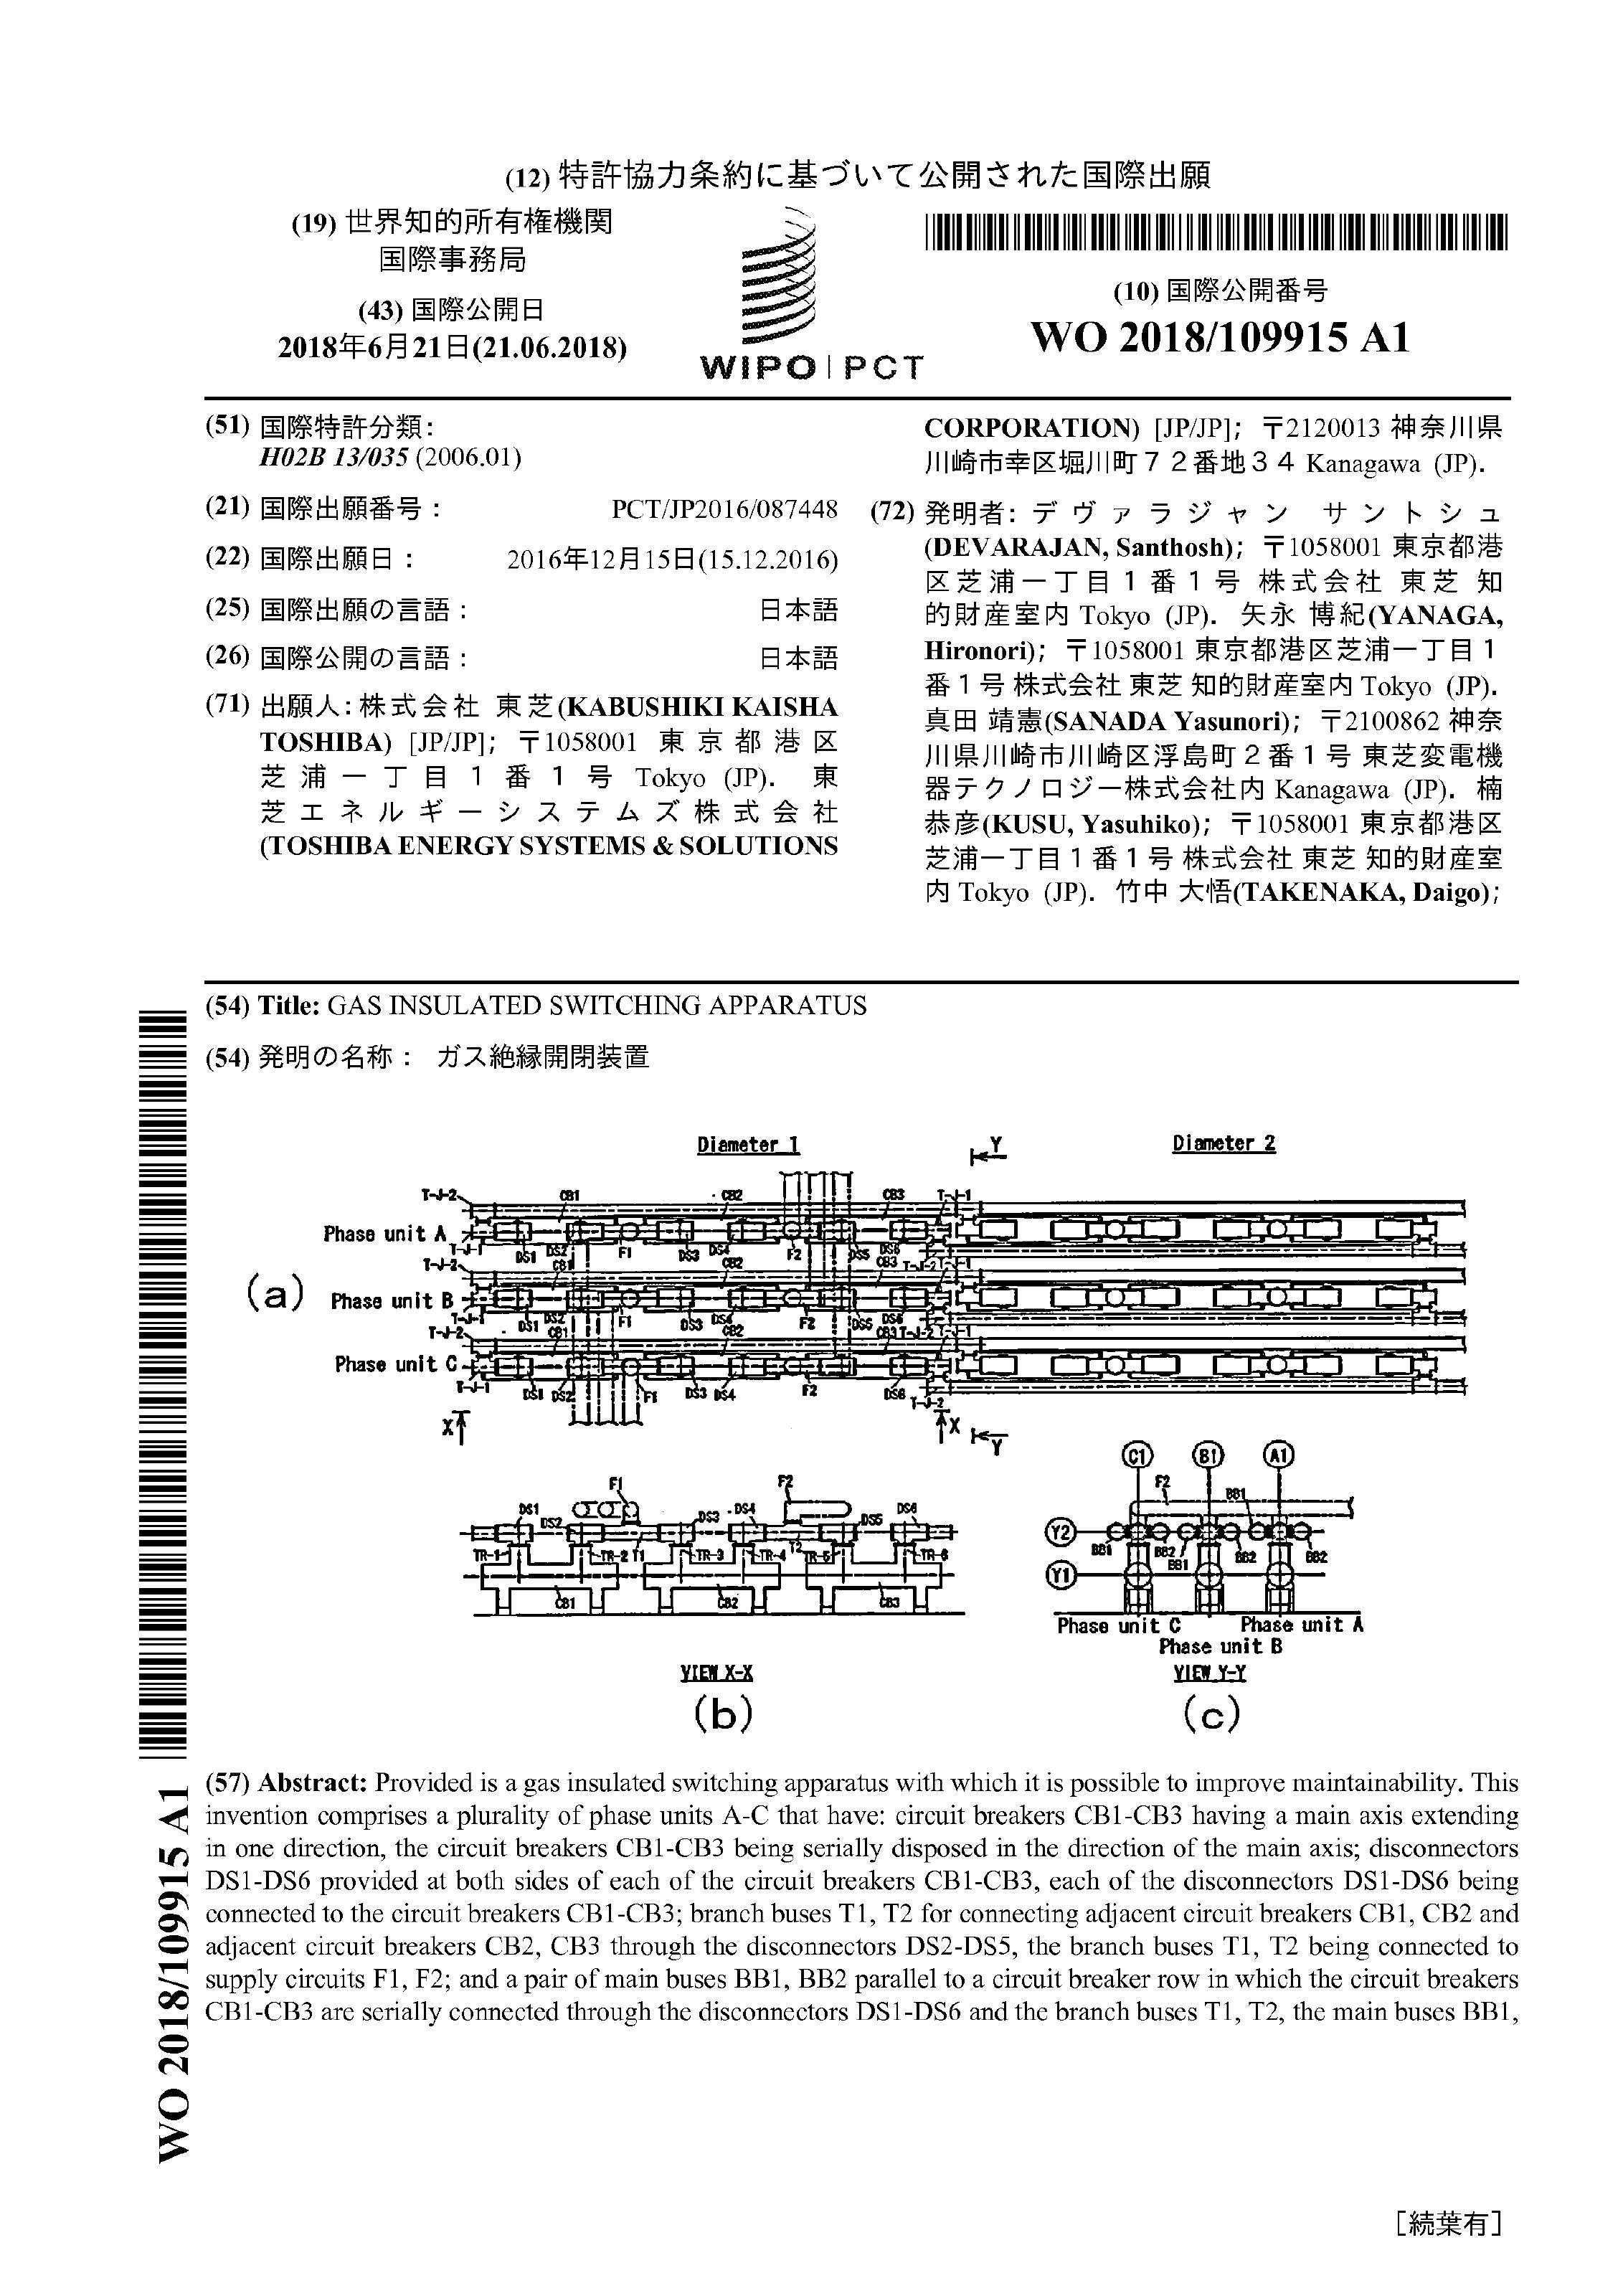 (12) 特許協力条約に基づいて公開された国際出願
(19) 世界知的所有権機関
国際事務局
(43) 国際公開日
2018年6月21日(21.06.2018)
WIPO | PCT
(10) 国際公開番号
WO 2018/109915 A1
(51) 国際特許分類:
H02B 13/035 (2006.01)
(21) 国際出願番号: PCT/JP2016/087448
(22) 国際出願日: 2016年12月15日(15.12.2016)
(25) 国際出願の言語: 日本語
(26) 国際公開の言語: 日本語
(71) 出願人:株式会社 東芝(KABUSHIKI KAISHA
TOSHIBA) [JP/JP]; 〒1058001 東京都港区
芝浦一丁目1番1号 Tokyo (JP). 東
芝エネルギーシステムズ株式会社
(TOSHIBA ENERGY SYSTEMS & SOLUTIONS
CORPORATION) [JP/JP]; 〒2120013 神奈川県
川崎市幸区堀川町72番地34 Kanagawa (JP).
(72) 発明者: デヴァラジャン サントシュ
(DEVARAJAN, Santhosh); 〒1058001 東京都港
区芝浦一丁目1番1号 株式会社 東芝 知
的財産室内 Tokyo (JP). 矢永 博紀(YANAGA,
Hironori); 〒1058001 東京都港区芝浦一丁目1
番1号 株式会社 東芝 知的財産室内 Tokyo (JP).
真田 靖憲(SANADA Yasunori); 〒2100862 神奈
川県川崎市川崎区浮島町2番1号 東芝変電機
器テクノロジー株式会社内 Kanagawa (JP). 楠
恭彦(KUSU, Yasuhiko); 〒1058001 東京都港区
芝浦一丁目1番1号 株式会社 東芝 知的財産室
内 Tokyo (JP). 竹中 大悟(TAKENAKA, Daigo);
(54) Title: GAS INSULATED SWITCHING APPARATUS
(54) 発明の名称: ガス絶縁開閉装置
Diameter 1 Y Diameter 2
T-J-2 CB1 CB2 CB3 T-J-1
Phase unit A
T-J-1 DS1 DS2 F1 DS3 DS4 F2 DS5 DS6
T-J-2 CB1 CB2 CB3 T-J-2 T-J-1
(a) Phase unit B
T-J-1 DS1 DS2 F1 DS3 DS4 F2 DS5 DS6
T-J-2 CB1 CB2 CB3 T-J-2 T-J-1
Phase unit C
T-J-1 DS1 DS2 F1 DS3 DS4 F2 DS6 T-J-2
X X Y
F1 F2
DS1 DS2 DS3 DS4 DS5 DS6
TR-1 TR-2 T1 TR-3 TR-4 T2 TR-5 TR-6
CB1 CB2 CB3
VIEW X-X
(b)
C1 B1 A1
F2 BB1
Y2
BB1 BB2 BB1 BB2 BB2
Y1
Phase unit C Phase unit A
Phase unit B
VIEW Y-Y
(c)
(57) Abstract: Provided is a gas insulated switching apparatus with which it is possible to improve maintainability. This
invention comprises a plurality of phase units A-C that have: circuit breakers CB1-CB3 having a main axis extending
in one direction, the circuit breakers CB1-CB3 being serially disposed in the direction of the main axis; disconnectors
DS1-DS6 provided at both sides of each of the circuit breakers CB1-CB3, each of the disconnectors DS1-DS6 being
connected to the circuit breakers CB1-CB3; branch buses T1, T2 for connecting adjacent circuit breakers CB1, CB2 and
adjacent circuit breakers CB2, CB3 through the disconnectors DS2-DS5, the branch buses T1, T2 being connected to
supply circuits F1, F2; and a pair of main buses BB1, BB2 parallel to a circuit breaker row in which the circuit breakers
CB1-CB3 are serially connected through the disconnectors DS1-DS6 and the branch buses T1, T2, the main buses BB1,
WO 2018/109915 A1
[続葉有]